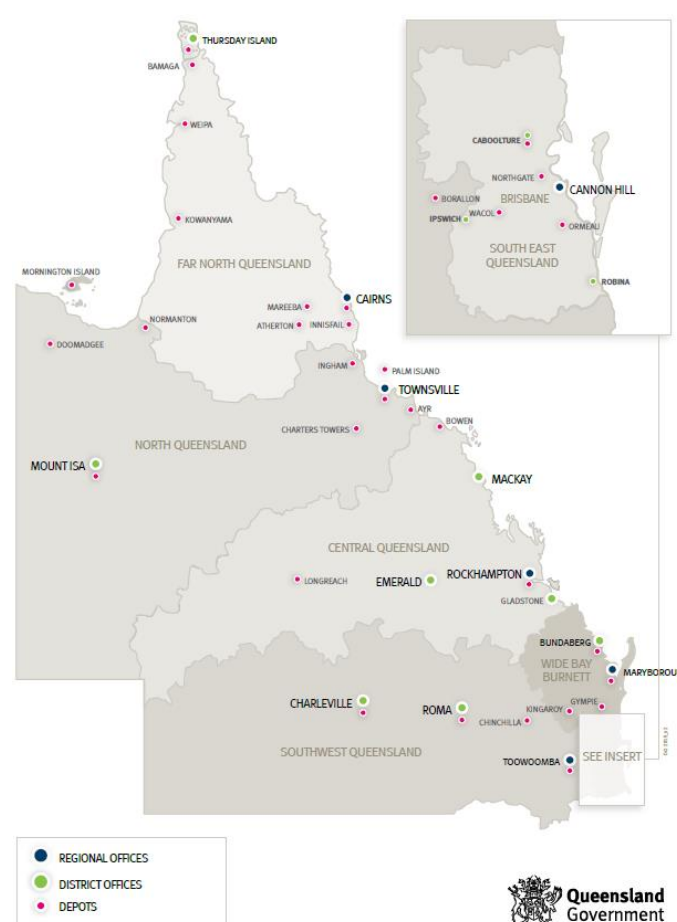 THURSDAY ISLAND
BAMAGA
WEIPA
CABOOLTURE
NORTHGATE
CANNON HILL
BORALLON
BRISBANE
WACOL
IPSWICH
ORMEAU
SOUTH EAST
QUEENSLAND
ROBINA
KOWANYAMA
FAR NORTH QUEENSLAND
MORNINGTON ISLAND
CAIRNS
MAREEBA
NORMANTON
ATHERTON
INNISFAIL
DOOMADGEE
INGHAM
PALM ISLAND
TOWNSVILLE
AYR
BOWEN
CHARTERS TOWERS
NORTH QUEENSLAND
MOUNT ISA
MACKAY
CENTRAL QUEENSLAND
LONGREACH
EMERALD
ROCKHAMPTON
GLADSTONE
BUNDABERG
WIDE BAY
BURNETT
MARYBOROU
CHARLEVILLE
ROMA
KINGAROY
GYMPIE
CHINCHILLA
SOUTHWEST QUEENSLAND
TOOWOOMBA
SEE INSERT
REGIONAL OFFICES
DISTRICT OFFICES
DEPOTS
Queensland
Government